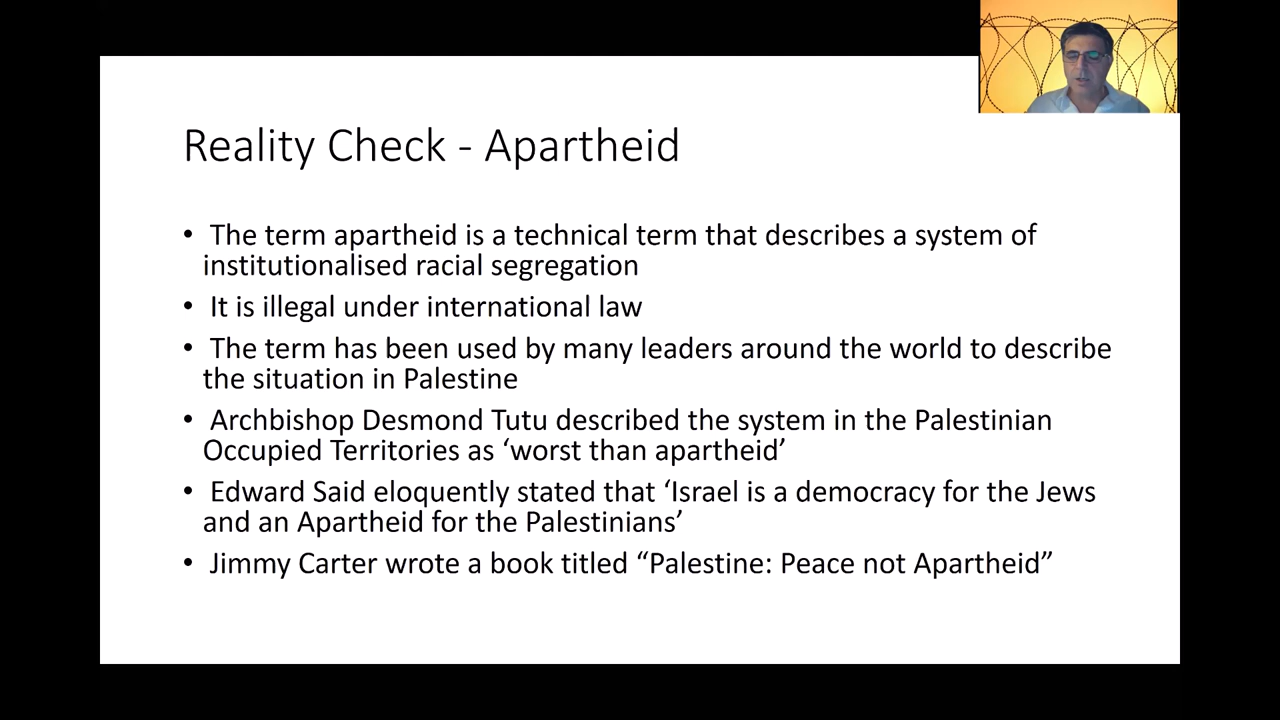 Reality Check - Apartheid
• The term apartheid is a technical term that describes a system of
institutionalised racial segregation
• It is illegal under international law
• The term has been used by many leaders around the world to describe
the situation in Palestine
• Archbishop Desmond Tutu described the system in the Palestinian
Occupied Territories as ‘worst than apartheid’
• Edward Said eloquently stated that ‘Israel is a democracy for the Jews
and an Apartheid for the Palestinians’
• Jimmy Carter wrote a book titled “Palestine: Peace not Apartheid”